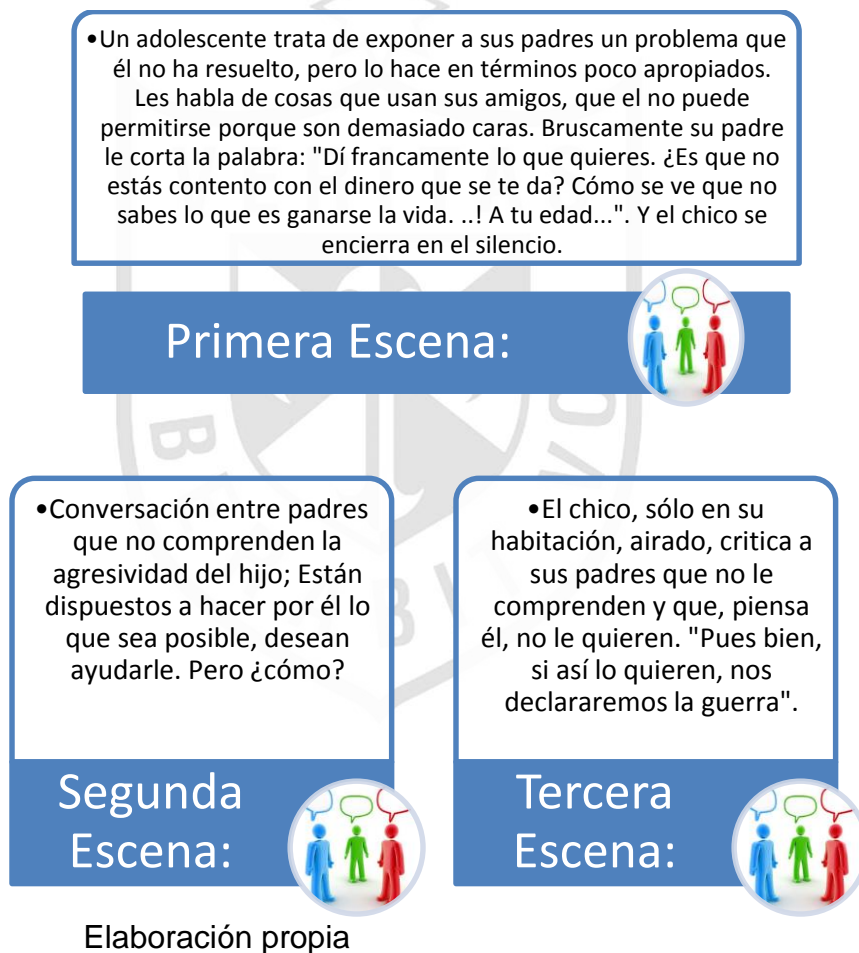 •Un adolescente trata de exponer a sus padres un problema que
él no ha resuelto, pero lo hace en términos poco apropiados.
Les habla de cosas que usan sus amigos, que el no puede
permitirse porque son demasiado caras. Bruscamente su padre
le corta la palabra: "Dí francamente lo que quieres. ¿Es que no
estás contento con el dinero que se te da? Cómo se ve que no
sabes lo que es ganarse la vida. ..! A tu edad...". Y el chico se
encierra en el silencio.
Primera Escena:
•Conversación entre padres
que no comprenden la
agresividad del hijo; Están
dispuestos a hacer por él lo
que sea posible, desean
ayudarle. Pero ¿cómo?
Segunda
Escena:
•El chico, sólo en su
habitación, airado, critica a
sus padres que no le
comprenden y que, piensa
él, no le quieren. "Pues bien,
si así lo quieren, nos
declararemos la guerra".
Tercera
Escena:
Elaboración propia